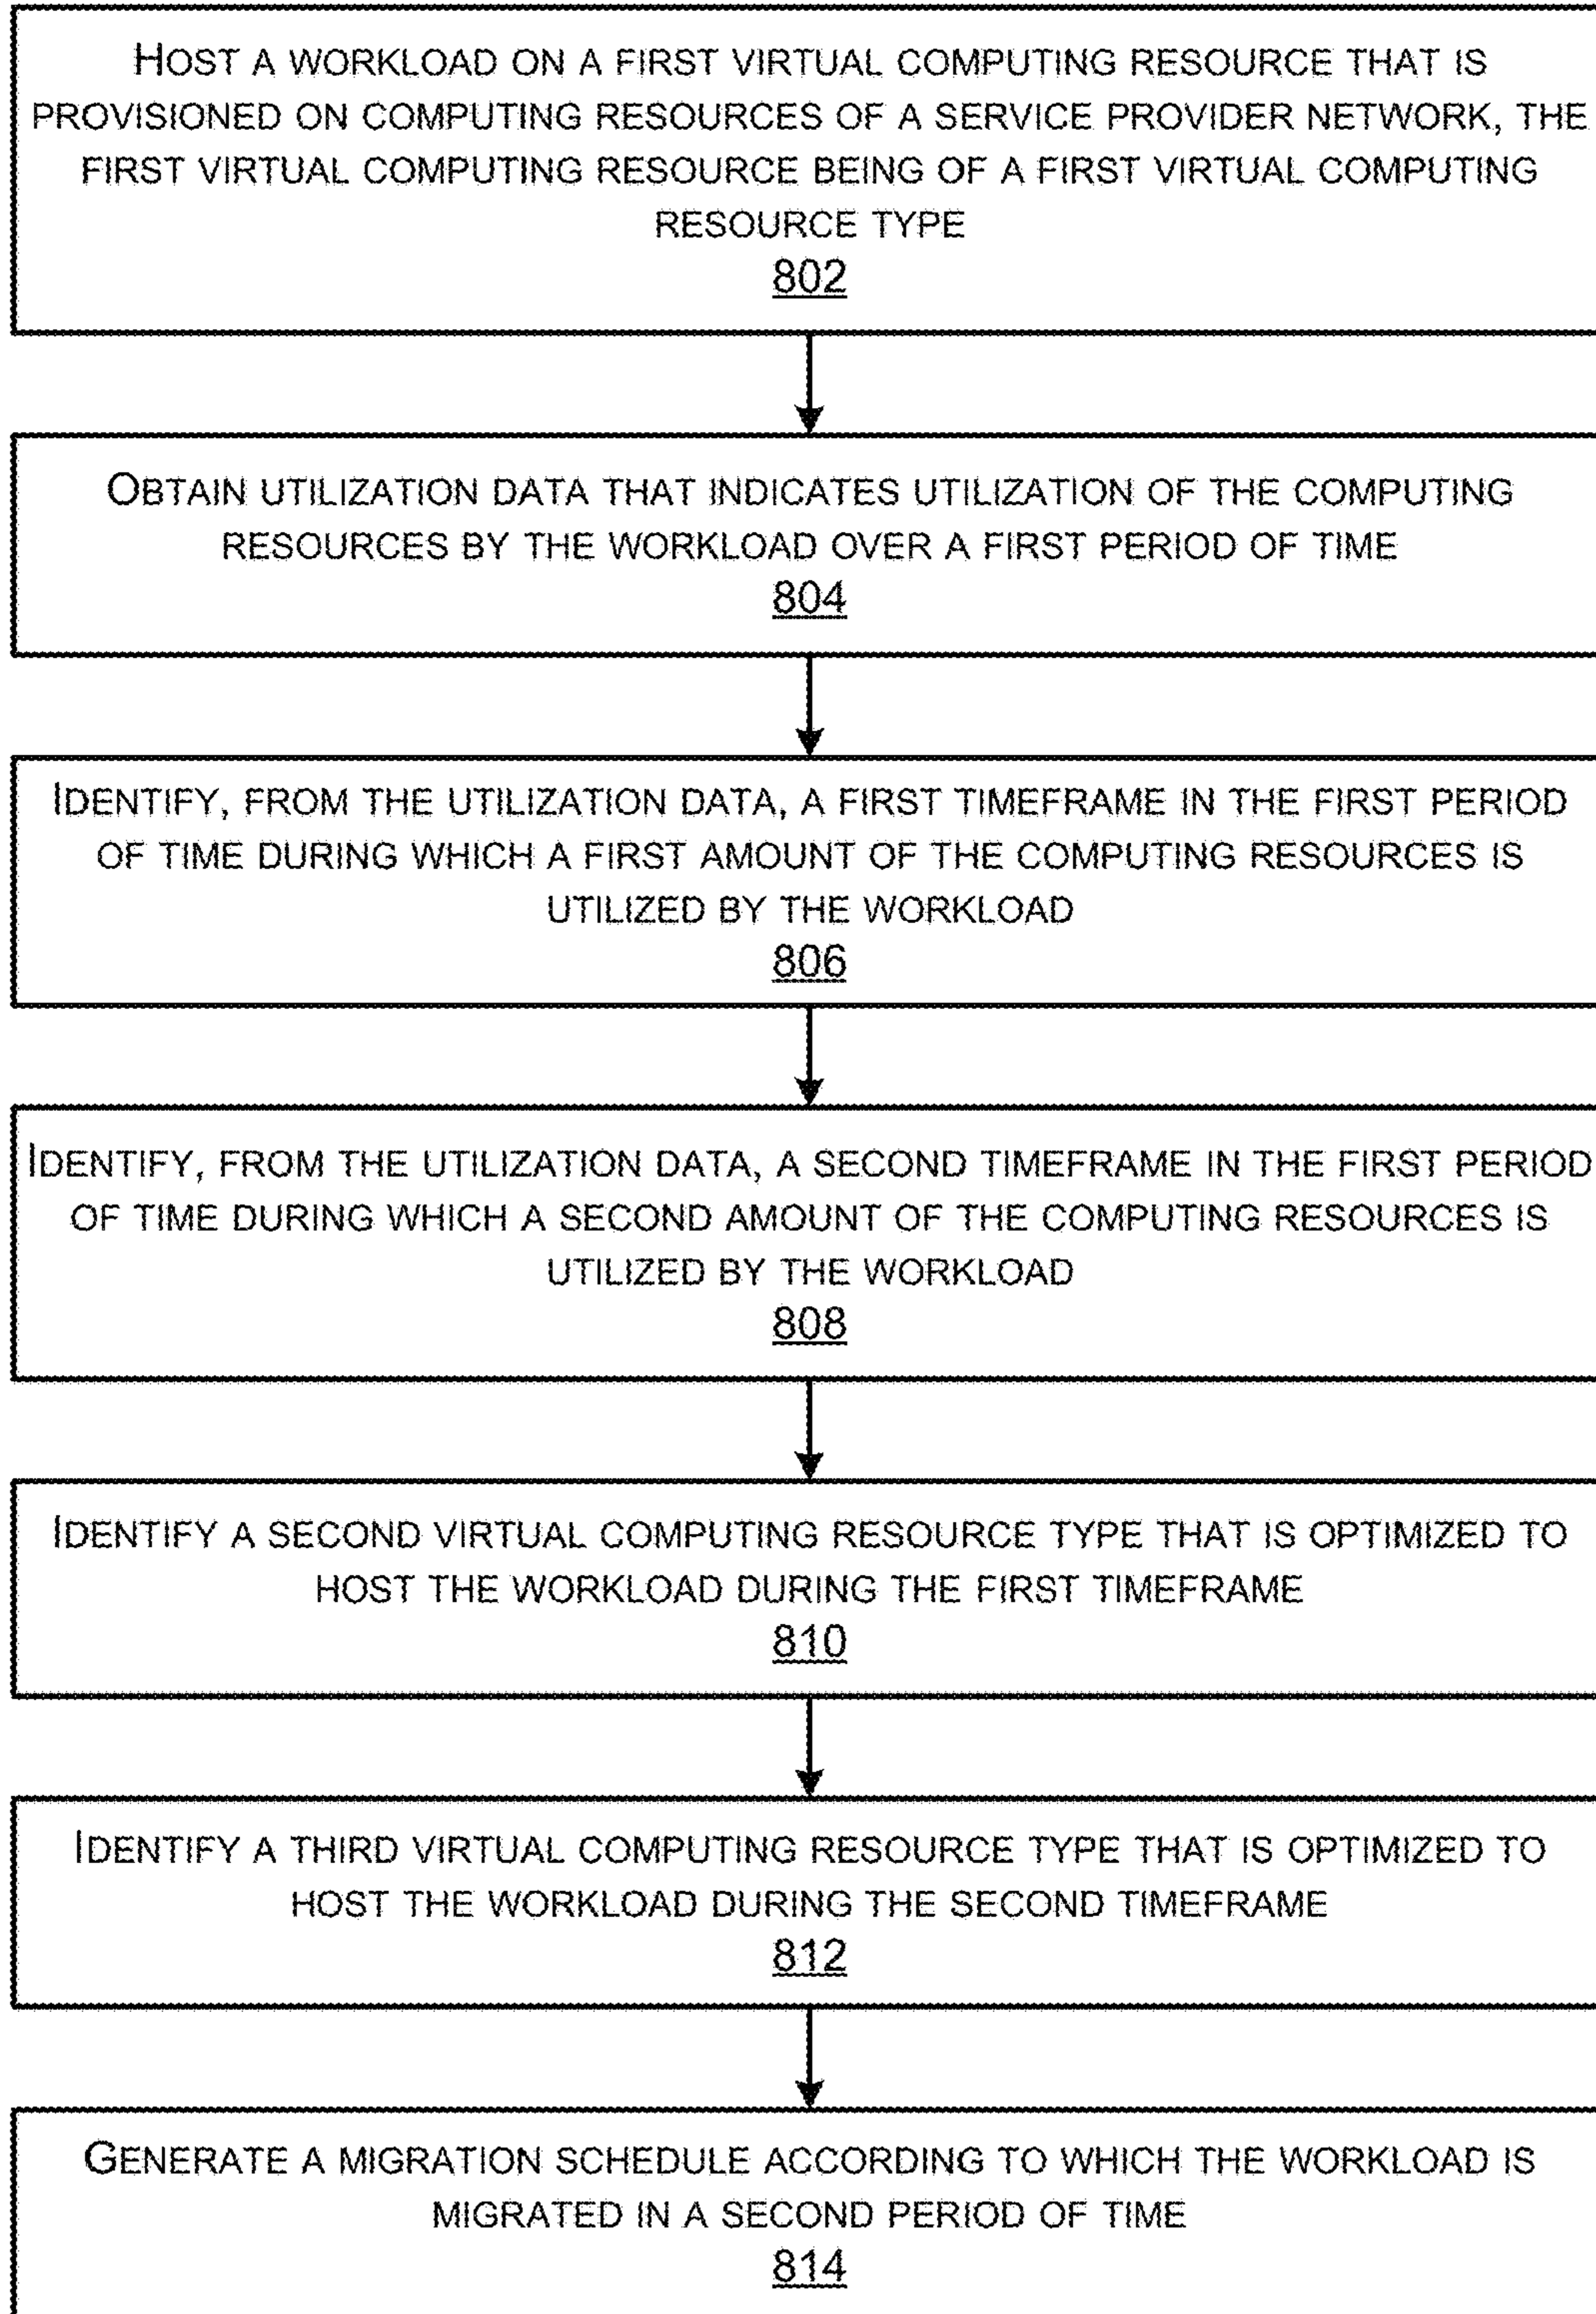 HOST A WORKLOAD ON A FIRST VIRTUAL COMPUTING RESOURCE THAT IS
PROVISIONED ON COMPUTING RESOURCES OF A SERVICE PROVIDER NETWORK, THE
FIRST VIRTUAL COMPUTING RESOURCE BEING OF A FIRST VIRTUAL COMPUTING
RESOURCE TYPE
802
OBTAIN UTILIZATION DATA THAT INDICATES UTILIZATION OF THE COMPUTING
RESOURCES BY THE WORKLOAD OVER A FIRST PERIOD OF TIME
804
IDENTIFY, FROM THE UTILIZATION DATA, A FIRST TIMEFRAME IN THE FIRST PERIOD
OF TIME DURING WHICH A FIRST AMOUNT OF THE COMPUTING RESOURCES IS
UTILIZED BY THE WORKLOAD
806
IDENTIFY, FROM THE UTILIZATION DATA, A SECOND TIMEFRAME IN THE FIRST PERIOD
OF TIME DURING WHICH A SECOND AMOUNT OF THE COMPUTING RESOURCES IS
UTILIZED BY THE WORKLOAD
808
IDENTIFY A SECOND VIRTUAL COMPUTING RESOURCE TYPE THAT IS OPTIMIZED TO
HOST THE WORKLOAD DURING THE FIRST TIMEFRAME
810
IDENTIFY A THIRD VIRTUAL COMPUTING RESOURCE TYPE THAT IS OPTIMIZED TO
HOST THE WORKLOAD DURING THE SECOND TIMEFRAME
812
GENERATE A MIGRATION SCHEDULE ACCORDING TO WHICH THE WORKLOAD IS
MIGRATED IN A SECOND PERIOD OF TIME
814